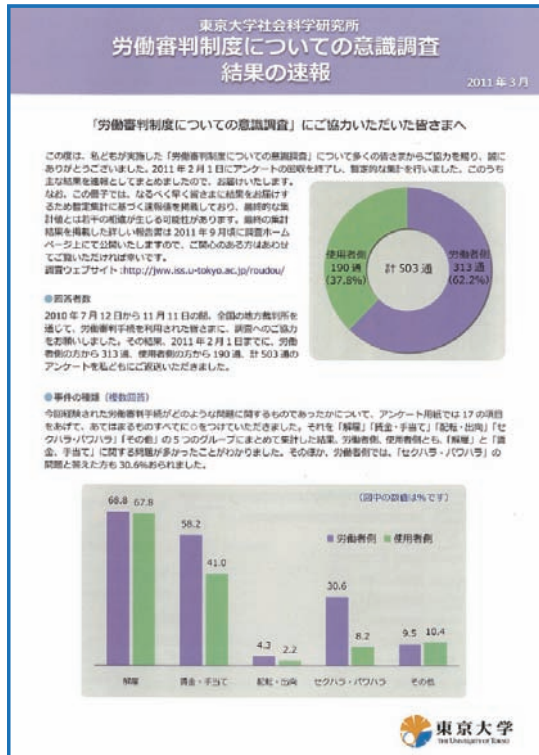 東京大学社会科学研究所
労働審判制度についての意識調査
結果の速報
2011年3月
「労働審判制度についての意識調査」にご協力いただいた皆さまへ
この度は、私どもが実施した「労働審判制度についての意識調査」について多くの皆さまからご協力を賜り、誠に
ありがとうございました。2011年2月1日にアンケートの回収を終了し、暫定的な集計を行いました。このうち
主な結果を速報としてまとめましたので、お届けいたします。
なお、この冊子では、なるべく早く皆さまに結果をお届けす
るため暫定集計に基づく速報値を掲載しており、最終的な集
計値とは若干の相違が生じる可能性があります。最終の集計
結果を掲載した詳しい報告書は2011年9月頃に調査ホーム
ページ上にて公開いたしますので、ご関心のある方はあわせ
てご覧いただければ幸いです。
調査ウェブサイト:http://jww.iss.u-tokyo.ac.jp/roudou/
使用者側
190通
(37.8%)
計503通
労働者側
313通
(62.2%)
●回答者数
2010年7月12日から11月11日の間、全国の地方裁判所を
通じて、労働審判手続を利用された皆さまに、調査へのご協力
をお願いしました。その結果、2011年2月1日までに、労働
者側の方から313通、使用者側の方から190通、計503通の
アンケートを私どもにご返送いただきました。
●事件の種類(複数回答)
今回経験された労働審判手続がどのような問題に関するものであったかについて、アンケート用紙では17の項目
をあげて、あてはまるものすべてに○をつけていただきました。それを「解雇」「賃金・手当て」「配転・出向」「セ
クハラ・パワハラ」「その他」の5つのグループにまとめて集計した結果、労働者側、使用者側とも、「解雇」と「賃
金、手当て」に関する問題が多かったことがわかりました。そのほか、労働者側では、「セクハラ・パワハラ」の
問題と答えた方も30.6%おられました。
(図中の数値は%です)
■労働者側 ■使用者側
68.8 67.8
58.2 41.0
4.3 2.2
30.6 8.2
9.5 10.4
解雇 賃金・手当て 配転・出向 セクハラ・パワハラ その他
東京大学
THE UNIVERSITY OF TOKYO